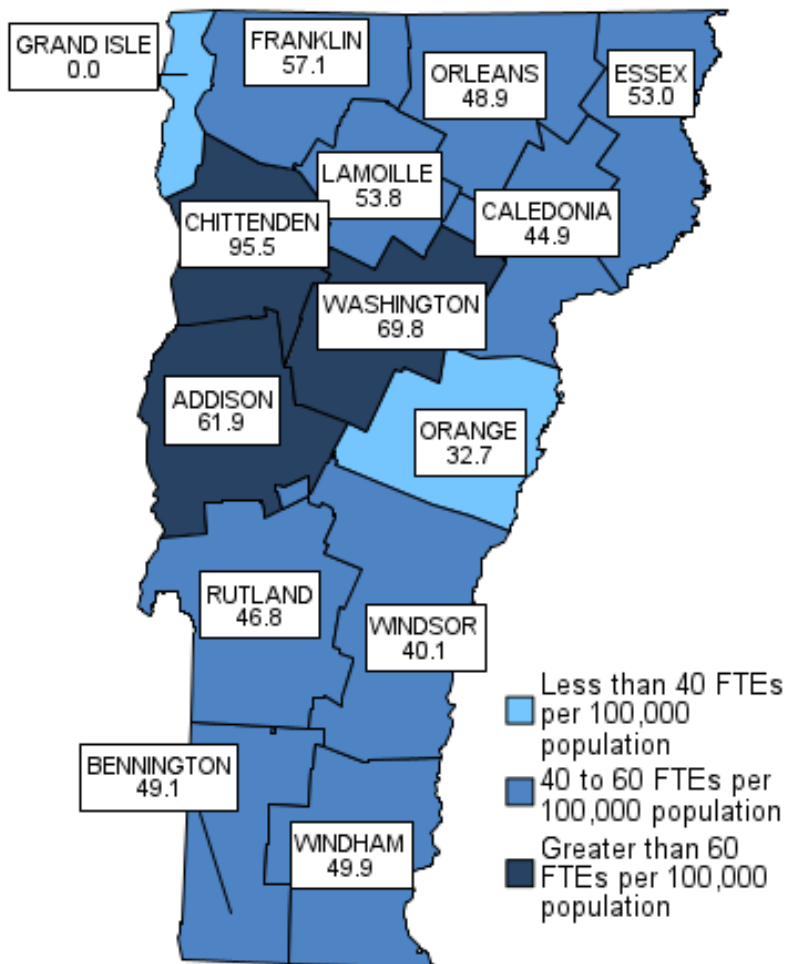 GRAND ISLE
0.0
FRANKLIN
57.1
ORLEANS
48.9
ESSEX
53.0
LAMOILLE
53.8
CHITTENDEN
95.5
CALEDONIA
44.9
WASHINGTON
69.8
ADDISON
61.9
ORANGE
32.7
RUTLAND
46.8
WINDSOR
40.1
BENNINGTON
49.1
WINDHAM
49.9
Less than 40 FTEs
per 100,000
population
40 to 60 FTEs per
100,000 population
Greater than 60
FTEs per 100,000
population